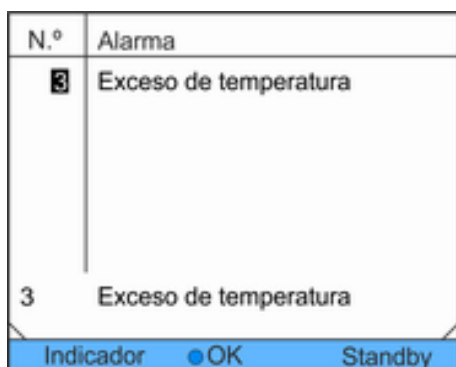 N.º Alarma
3 Exceso de temperatura
3 Exceso de temperatura
Indicador OK Standby